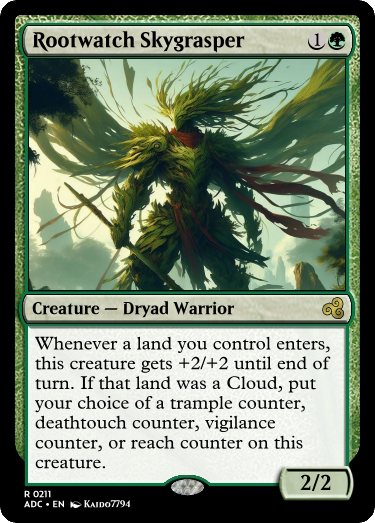 Rootwatch Skygrasper 1
Creature — Dryad Warrior
Whenever a land you control enters,
this creature gets +2/+2 until end of
turn. If that land was a Cloud, put
your choice of a trample counter,
deathtouch counter, vigilance
counter, or reach counter on this
creature.
2/2
R 0211
ADC • EN Kaido7794